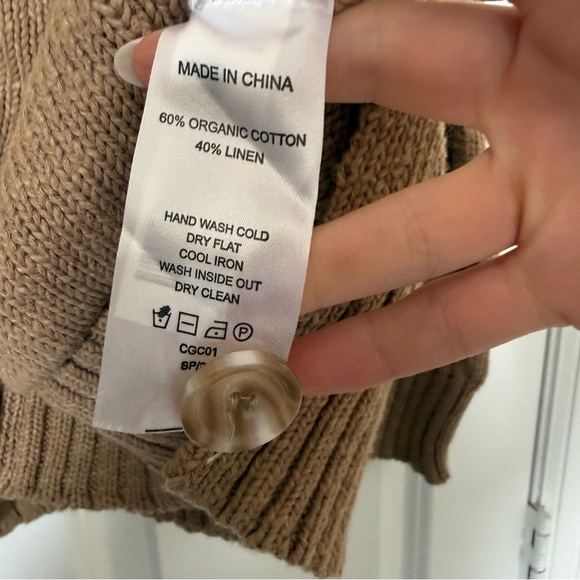 MADE IN CHINA
60% ORGANIC COTTON
40% LINEN
HAND WASH COLD
DRY FLAT
COOL IRON
WASH INSIDE OUT
DRY CLEAN
P
CGC01
SP/